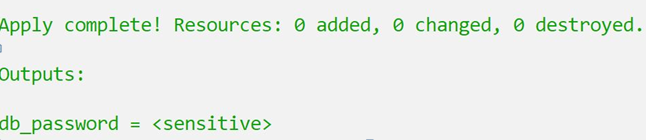 Apply complete! Resources: 0 added, 0 changed, 0 destroyed.
Outputs:
db_password = <sensitive>